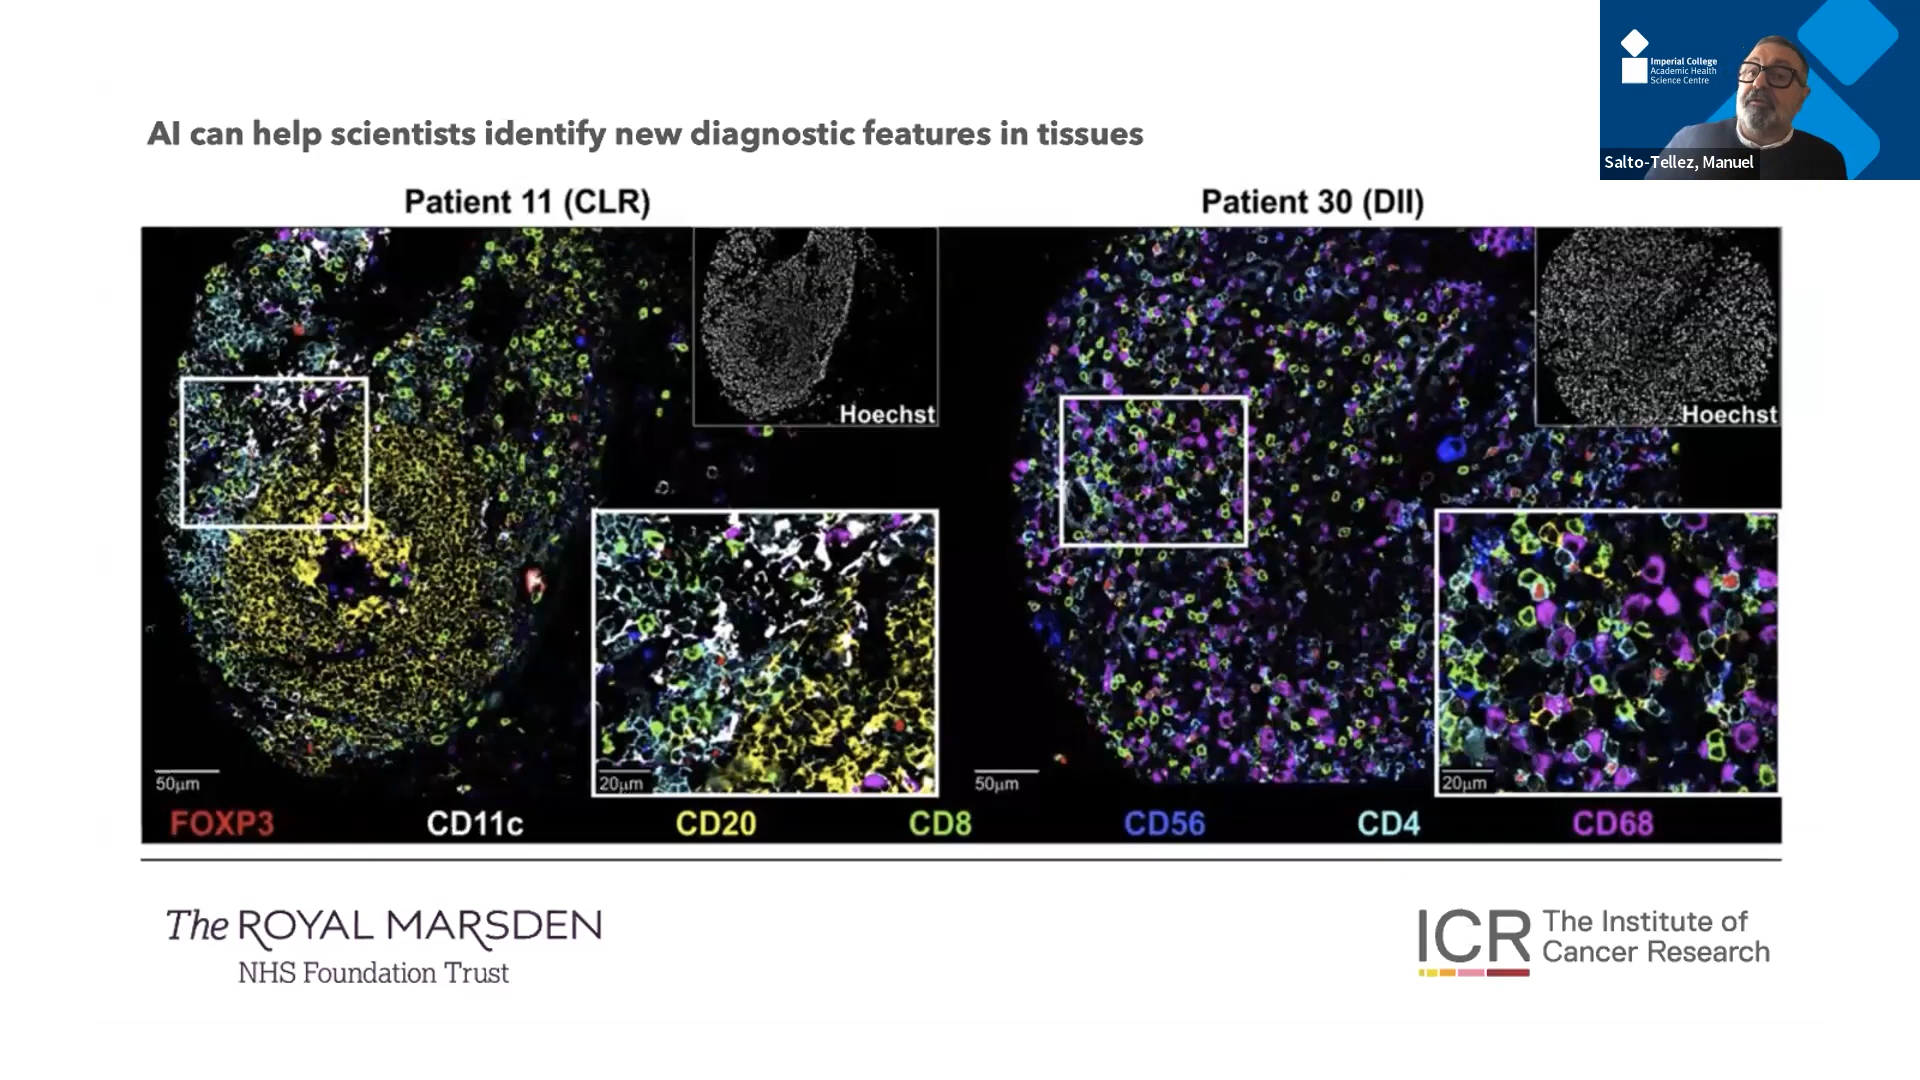 Imperial College
Academic Health
Science Centre
Salto-Tellez, Manuel
AI can help scientists identify new diagnostic features in tissues
Patient 11 (CLR)
Patient 30 (DII)
Hoechst
Hoechst
50µm
20µm
50µm
20µm
FOXP3 CD11c CD20 CD8 CD56 CD4 CD68
The ROYAL MARSDEN
NHS Foundation Trust
ICR The Institute of
Cancer Research